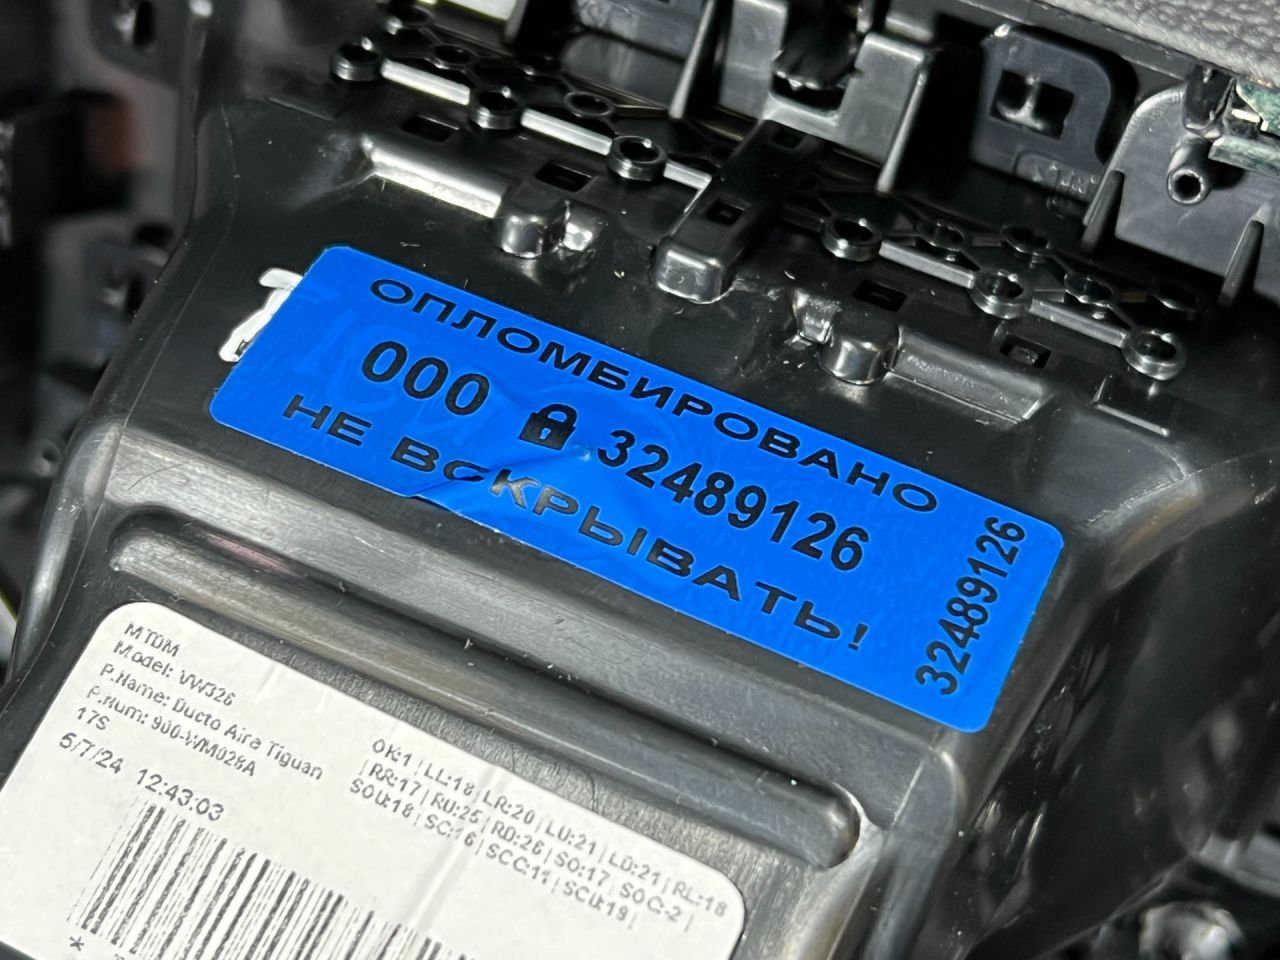 ОПЛОМБИРОВАНО
000 32489126
НЕ ВСКРЫВАТЬ!
32489126
MTDM
Model: VW326
P.Name: Ducto Aire Tiguan
P.Num: 900-WM028A
17S
5/7/24 12:43:03
OK:1 | LL:18 | LR:20 | LU:21 | LD:21 | RL:18
| RR:17 | RU:25 | RD:26 | SO:17 | SOC:-2 |
SOU:18 | SC:16 | SCC:11 | SCU:19 |